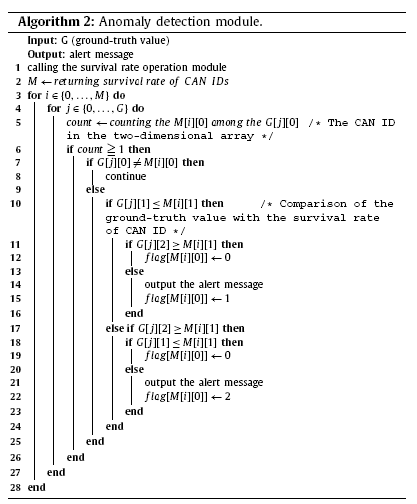 Algorithm 2: Anomaly detection module.
Input: G (ground-truth value)
Output: alert message
1 calling the survival rate operation module
2 M ← returning survival rate of CAN IDs
3 for i ∈ {0, ..., M} do
4 for j ∈ {0, ..., G} do
5 count ← counting the M[i][0] among the G[j][0] /* The CAN ID
in the two-dimensional array */
6 if count ≧ 1 then
7 if G[j][0] ≠ M[i][0] then
8 continue
9 else
10 if G[j][1] ≤ M[i][1] then /* Comparison of the
ground-truth value with the survival rate
of CAN ID */
11 if G[j][2] ≥ M[i][1] then
12 flag[M[i][0]] ← 0
13 else
14 output the alert message
15 flag[M[i][0]] ← 1
16 end
17 else if G[j][2] ≥ M[i][1] then
18 if G[j][1] ≤ M[i][1] then
19 flag[M[i][0]] ← 0
20 else
21 output the alert message
22 flag[M[i][0]] ← 2
23 end
24 end
25 end
26 end
27 end
28 end